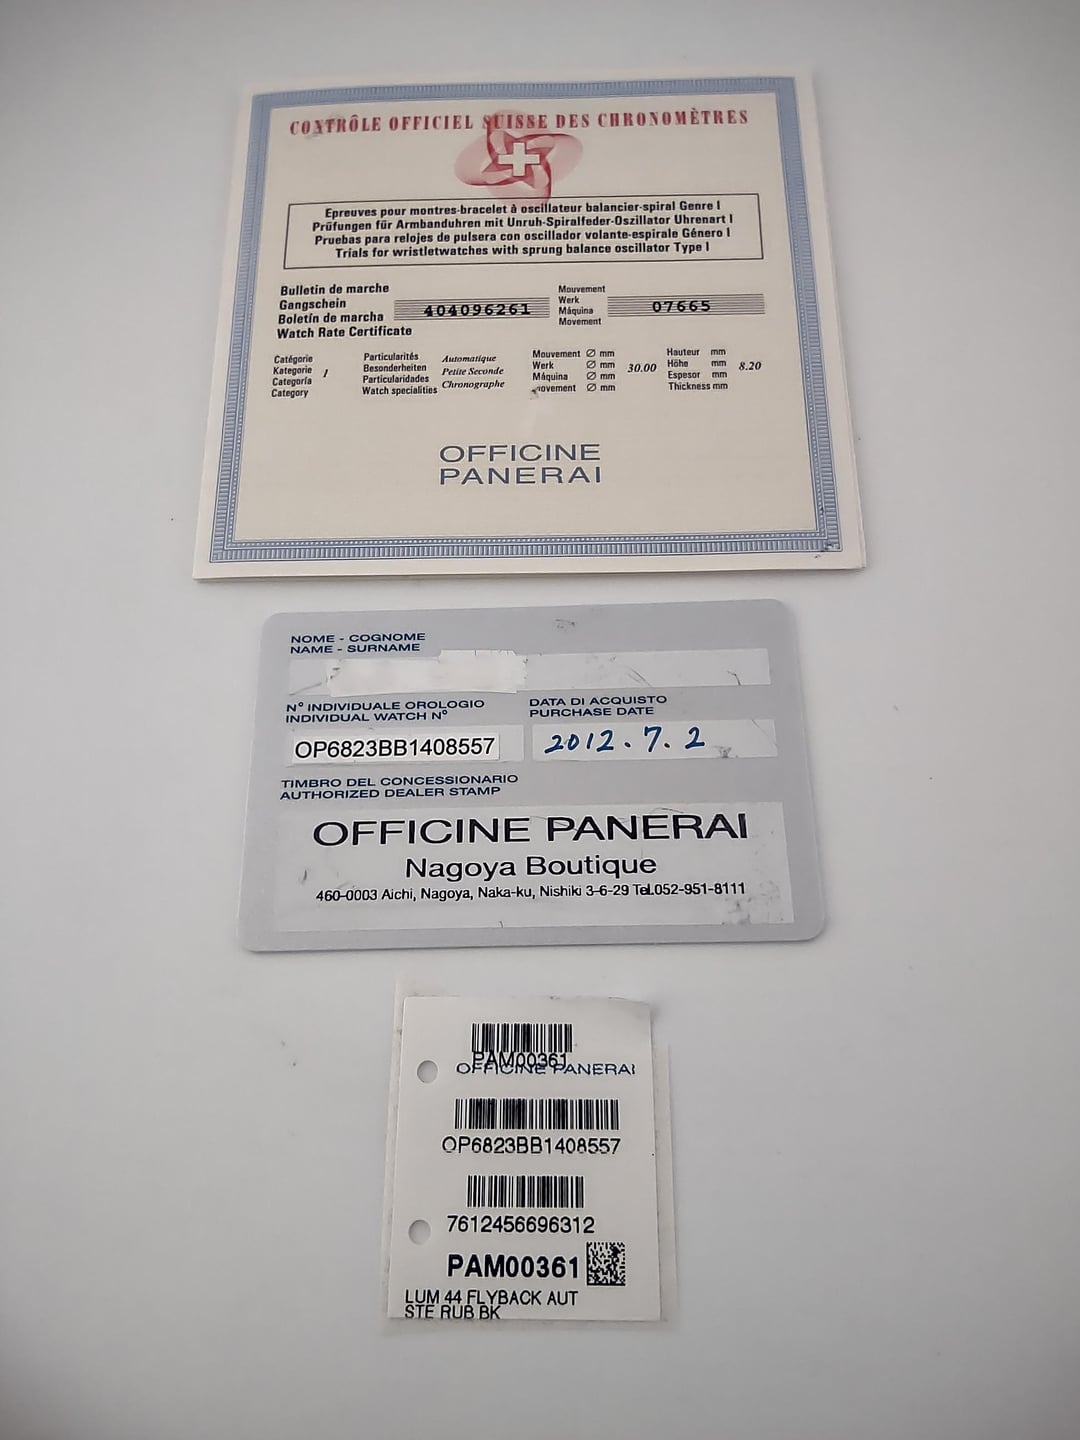 CONTRÔLE OFFICIEL SUISSE DES CHRONOMÈTRES
Epreuves pour montres-bracelet à oscillateur balancier-spiral Genre I
Prüfungen für Armbanduhren mit Unruh-Spiralfeder-Oszillator Uhrenart I
Pruebas para relojes de pulsera con oscillador volante-espirale Género I
Trials for wristletwatches with sprung balance oscillator Type I
Bulletin de marche
Gangschein
Boletín de marcha
Watch Rate Certificate
404096261
Mouvement
Werk
Máquina
Movement
07665
Catégorie
Kategorie
Categoría
Category
1
Particularités
Besonderheiten
Particularidades
Watch specialities
Automatique
Petite Seconde
Chronographe
Mouvement Ø mm
Werk Ø mm
Máquina Ø mm
ovement Ø mm
30.00
Hauteur mm
Höhe mm
Espesor mm
Thickness mm
8.20
OFFICINE
PANERAI
NOME - COGNOME
NAME - SURNAME
N° INDIVIDUALE OROLOGIO
INDIVIDUAL WATCH N°
DATA DI ACQUISTO
PURCHASE DATE
OP6823BB1408557
2012.7.2
TIMBRO DEL CONCESSIONARIO
AUTHORIZED DEALER STAMP
OFFICINE PANERAI
Nagoya Boutique
460-0003 Aichi, Nagoya, Naka-ku, Nishiki 3-6-29 Tel.052-951-8111
PAM00361
OFFICINE PANERAI
OP6823BB1408557
7612456696312
PAM00361
LUM 44 FLYBACK AUT
STE RUB BK